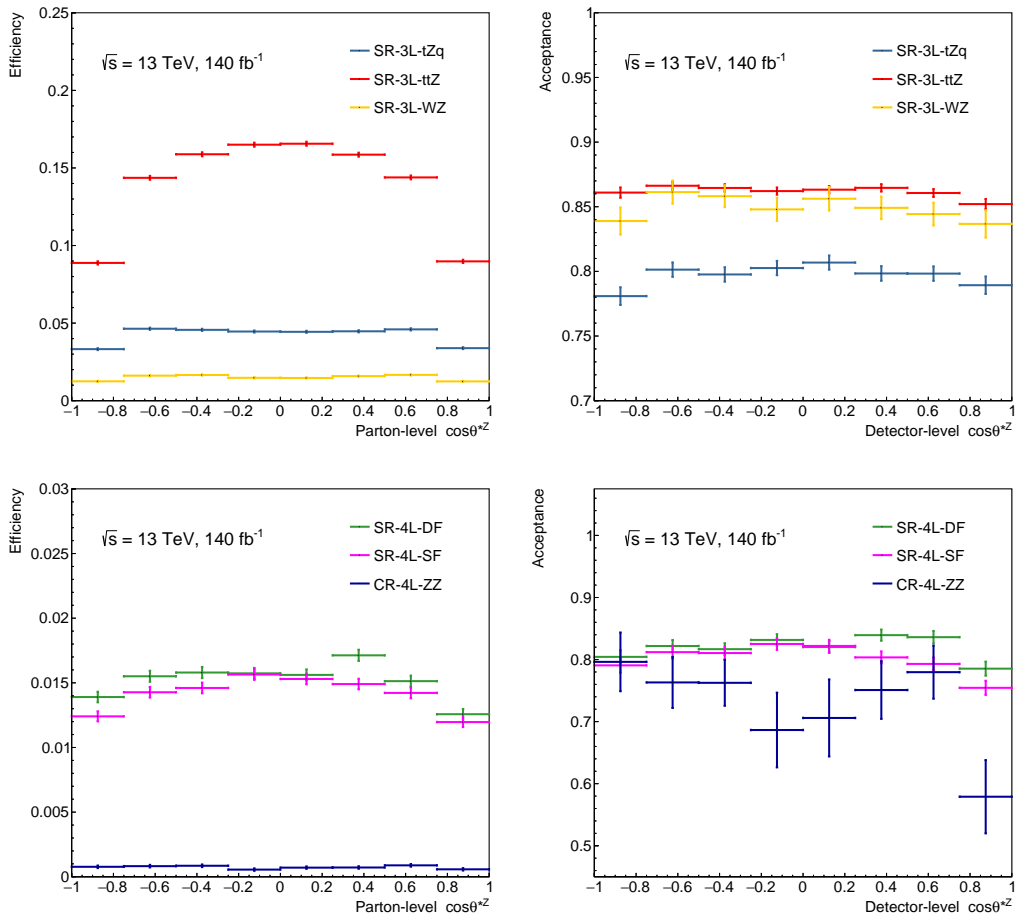 Efficiency
0.25
0.2
0.15
0.1
0.05
0
√s = 13 TeV, 140 fb⁻¹
SR-3L-tZq
SR-3L-ttZ
SR-3L-WZ
−1 −0.8 −0.6 −0.4 −0.2 0 0.2 0.4 0.6 0.8 1
Parton-level cosθ*Z
Acceptance
1
0.95
0.9
0.85
0.8
0.75
0.7
√s = 13 TeV, 140 fb⁻¹
SR-3L-tZq
SR-3L-ttZ
SR-3L-WZ
−1 −0.8 −0.6 −0.4 −0.2 0 0.2 0.4 0.6 0.8 1
Detector-level cosθ*Z
Efficiency
0.03
0.025
0.02
0.015
0.01
0.005
0
√s = 13 TeV, 140 fb⁻¹
SR-4L-DF
SR-4L-SF
CR-4L-ZZ
−1 −0.8 −0.6 −0.4 −0.2 0 0.2 0.4 0.6 0.8 1
Parton-level cosθ*Z
Acceptance
1
0.9
0.8
0.7
0.6
0.5
√s = 13 TeV, 140 fb⁻¹
SR-4L-DF
SR-4L-SF
CR-4L-ZZ
−1 −0.8 −0.6 −0.4 −0.2 0 0.2 0.4 0.6 0.8 1
Detector-level cosθ*Z